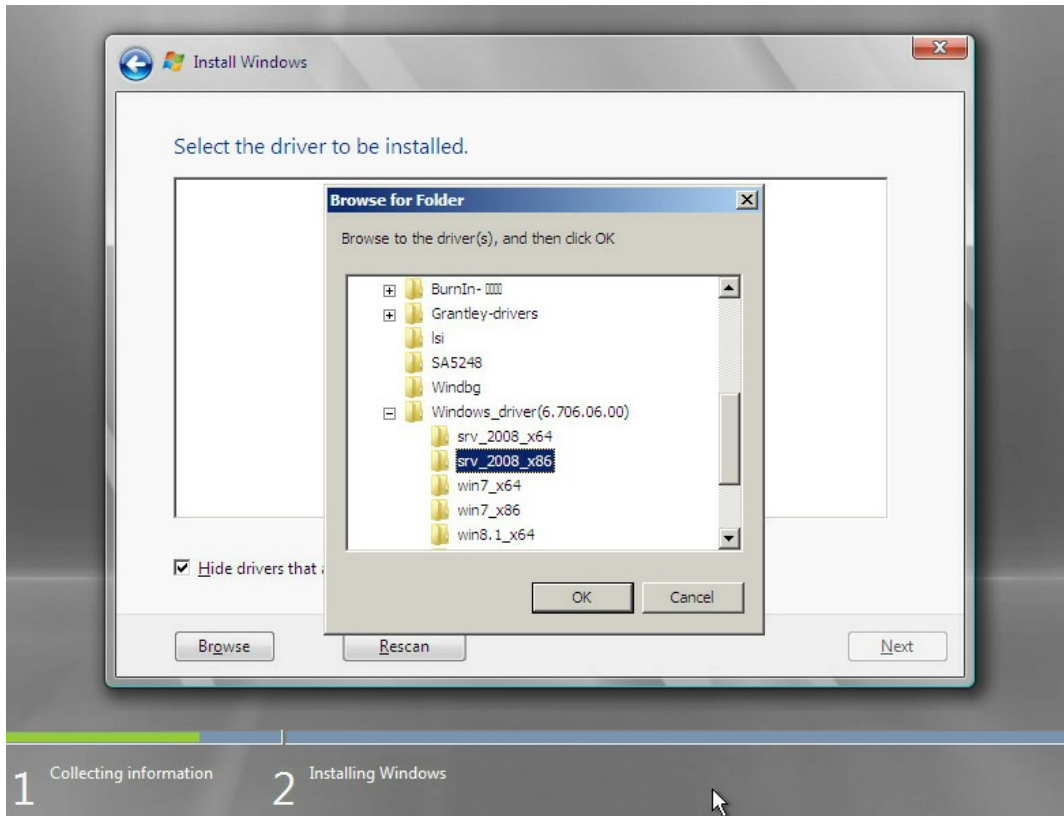 Install Windows
Select the driver to be installed.
Browse for Folder
Browse to the driver(s), and then click OK
BurnIn-
Grantley-drivers
lsi
SA5248
Windbg
Windows_driver(6.706.06.00)
srv_2008_x64
srv_2008_x86
win7_x64
win7_x86
win8.1_x64
Hide drivers that
OK
Cancel
Browse
Rescan
Next
1 Collecting information
2 Installing Windows